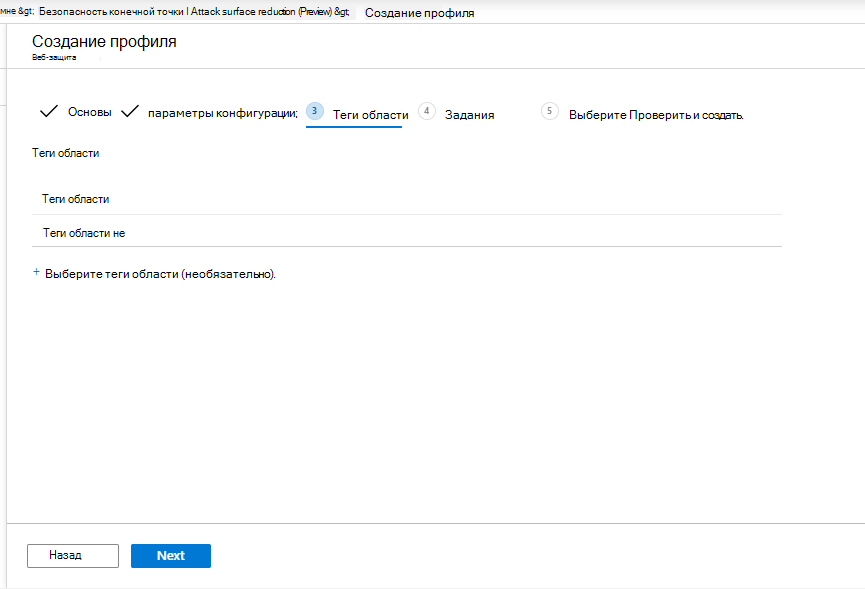 мне &gt; Безопасность конечной точки | Attack surface reduction (Preview) &gt; Создание профиля
Создание профиля
Веб-защита
Основы параметры конфигурации; 3 Теги области 4 Задания 5 Выберите Проверить и создать.
Теги области
Теги области
Теги области не
+ Выберите теги области (необязательно).
Назад Next